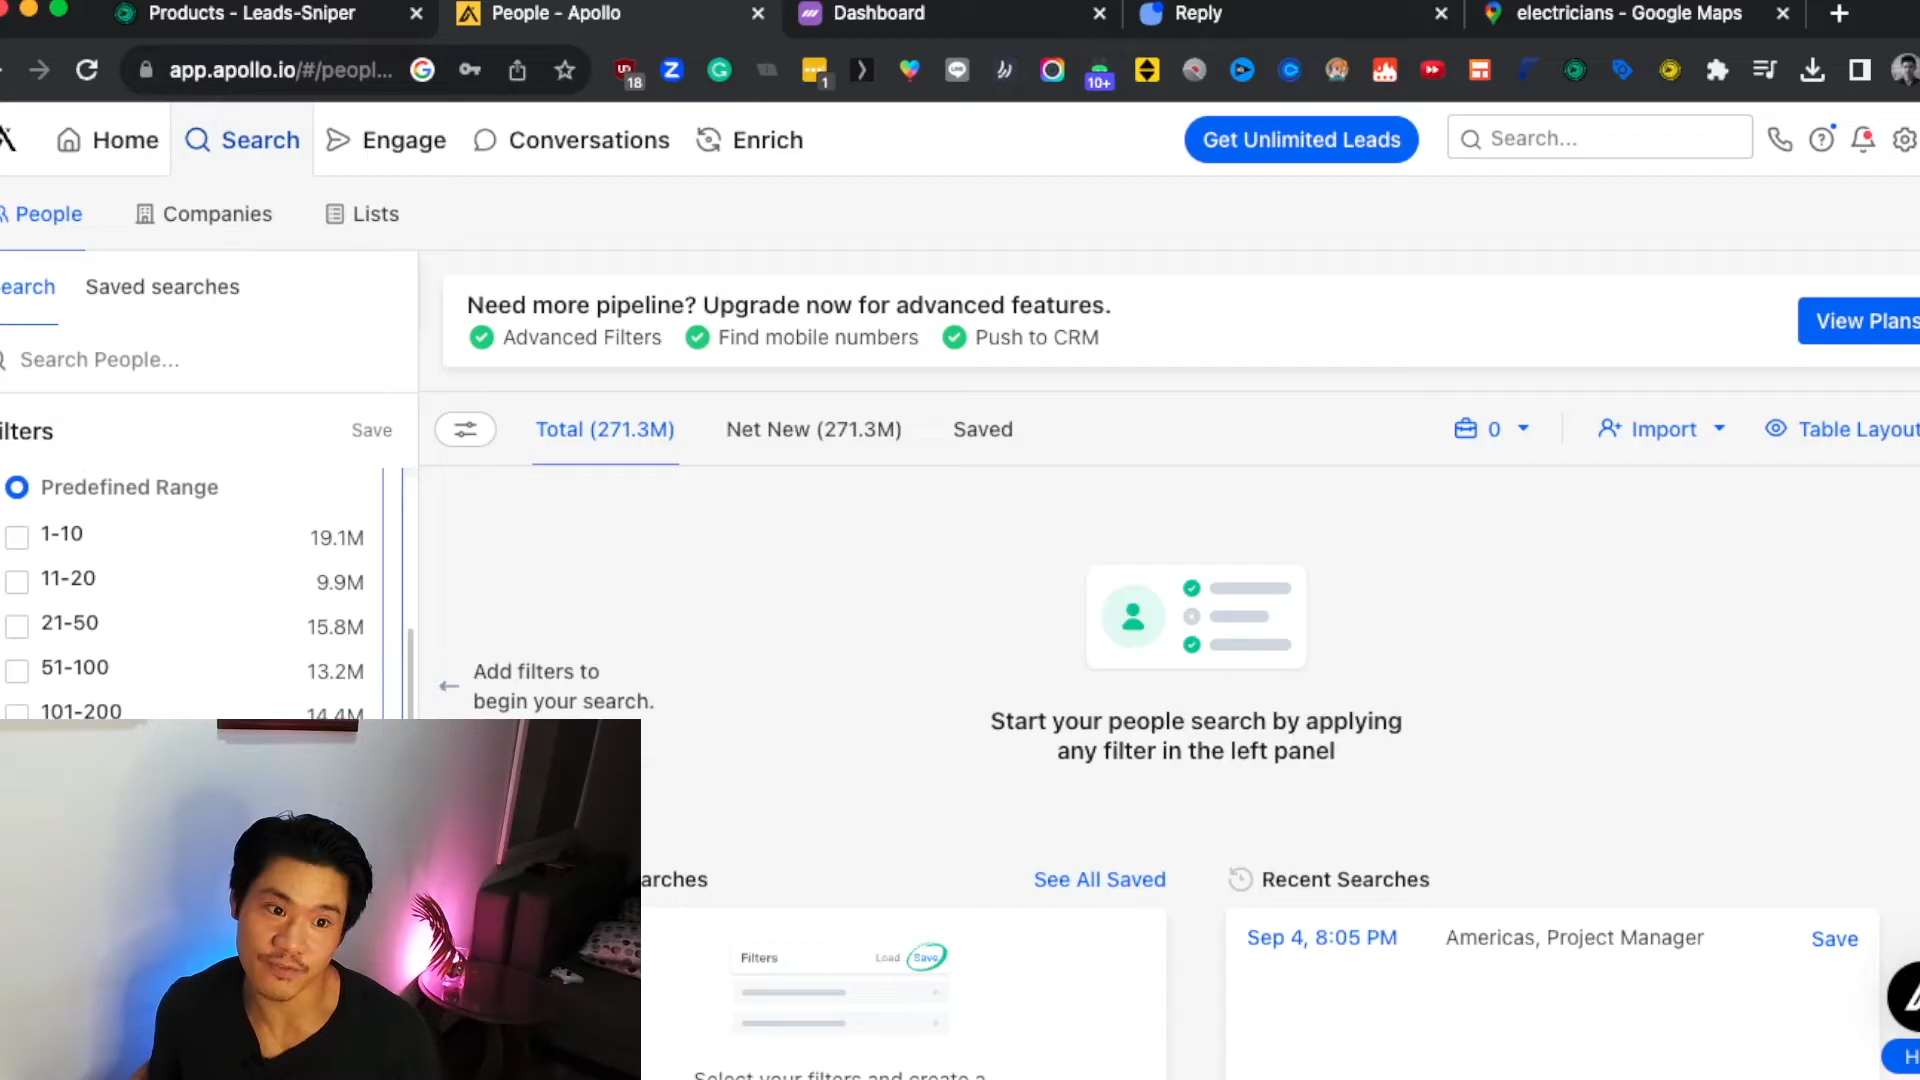 Products - Leads-Sniper
People - Apollo
Dashboard
Reply
electricians - Google Maps
app.apollo.io/#/peopl...
18
1
10+
Home
Search
Engage
Conversations
Enrich
Get Unlimited Leads
Search...
People
Companies
Lists
earch
Saved searches
Search People...
Need more pipeline? Upgrade now for advanced features.
Advanced Filters
Find mobile numbers
Push to CRM
View Plans
ilters
Save
Total (271.3M)
Net New (271.3M)
Saved
0
Import
Table Layout
Predefined Range
1-10 19.1M
11-20 9.9M
21-50 15.8M
51-100 13.2M
101-200 14.4M
Add filters to
begin your search.
Start your people search by applying
any filter in the left panel
arches
See All Saved
Recent Searches
Sep 4, 8:05 PM
Americas, Project Manager
Save
Filters
Load
Save
Select your filters and create a
H